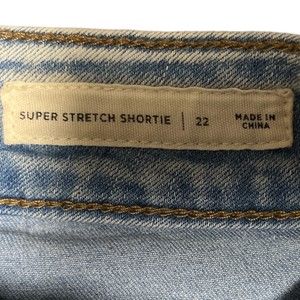 SUPER STRETCH SHORTIE | 22 MADE IN
CHINA